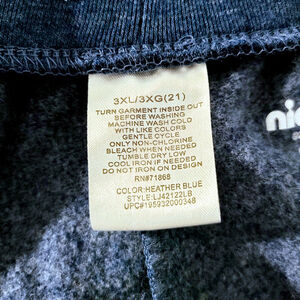 3XL/3XG(21)
TURN GARMENT INSIDE OUT
BEFORE WASHING
MACHINE WASH COLD
WITH LIKE COLORS
GENTLE CYCLE
ONLY NON-CHLORINE
BLEACH WHEN NEEDED
TUMBLE DRY LOW
COOL IRON IF NEEDED
DO NOT IRON ON DESIGN
RN#71868
COLOR:HEATHER BLUE
STYLE:LJ42122LB
UPC#195932000348